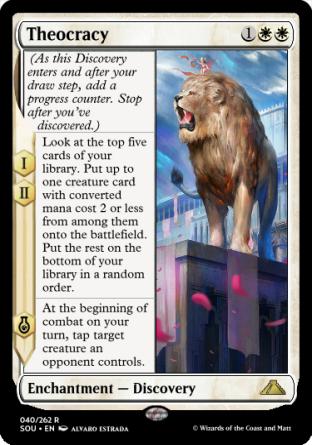 Theocracy 1
(As this Discovery
enters and after your
draw step, add a
progress counter. Stop
after you've
discovered.)
I
II
Look at the top five
cards of your
library. Put up to
one creature card
with converted
mana cost 2 or less
from among them
onto the battlefield.
Put the rest on the
bottom of your
library in a random
order.
At the beginning of
combat on your
turn, tap target
creature an
opponent controls.
Enchantment — Discovery
040/262 R
SOU • EN ALVARO ESTRADA
© Wizards of the Coast and Matt